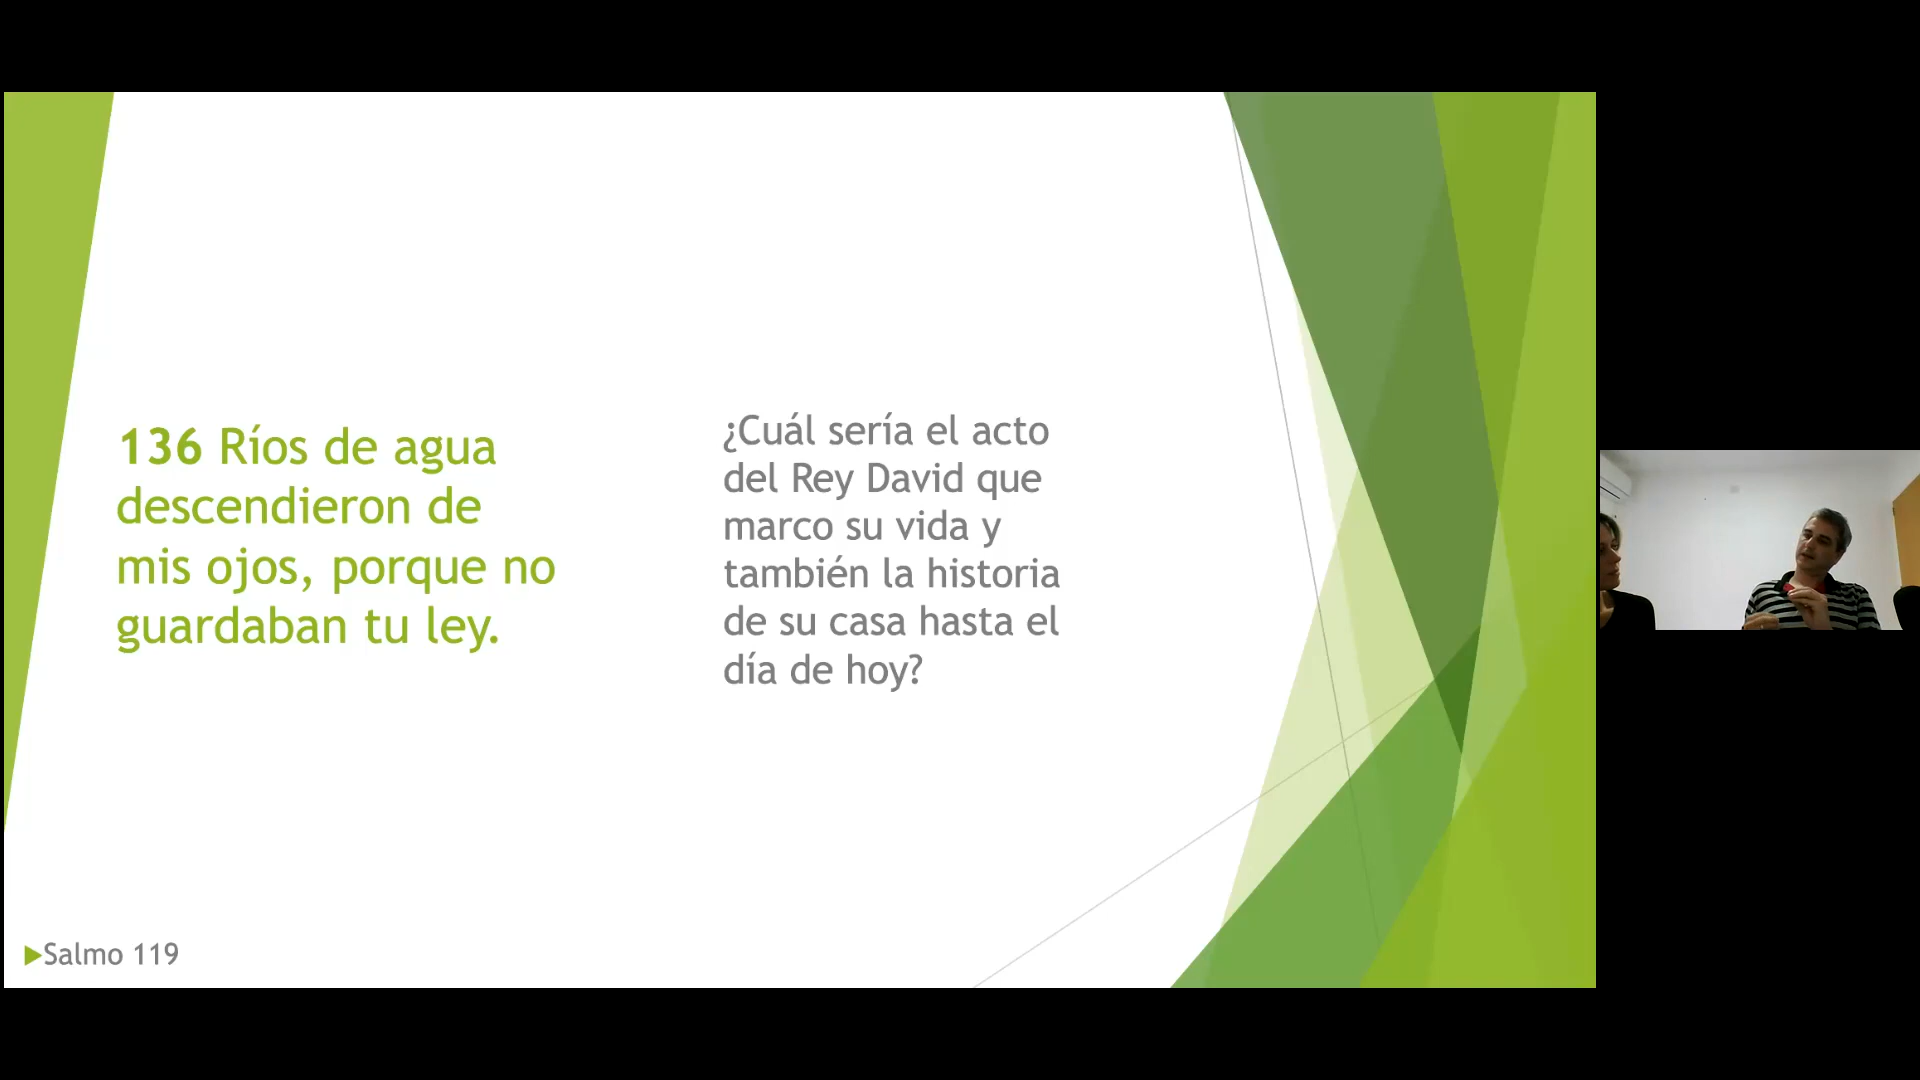 136 Ríos de agua
descendieron de
mis ojos, porque no
guardaban tu ley.
¿Cuál sería el acto
del Rey David que
marco su vida y
también la historia
de su casa hasta el
día de hoy?
Salmo 119